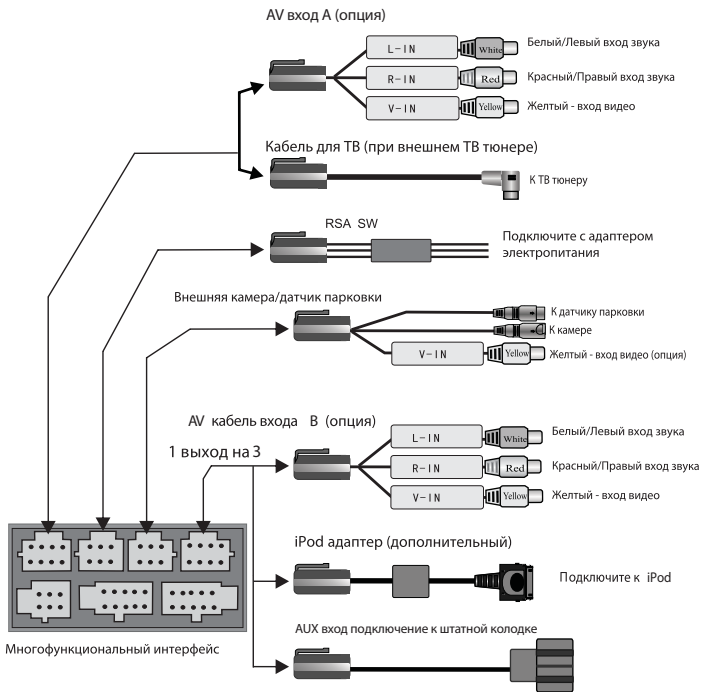 AV вход А (опция)
L-IN White Белый/Левый вход звука
R-IN Red Красный/Правый вход звука
V-IN Yellow Желтый - вход видео
Кабель для ТВ (при внешнем ТВ тюнере)
К ТВ тюнеру
RSA SW
Подключите с адаптером
электропитания
Внешняя камера/датчик парковки
К датчику парковки
К камере
V-IN Yellow Желтый - вход видео (опция)
AV кабель входа В (опция)
1 выход на 3
L-IN White Белый/Левый вход звука
R-IN Red Красный/Правый вход звука
V-IN Yellow Желтый - вход видео
iPod адаптер (дополнительный)
Подключите к iPod
AUX вход подключение к штатной колодке
Многофункциональный интерфейс